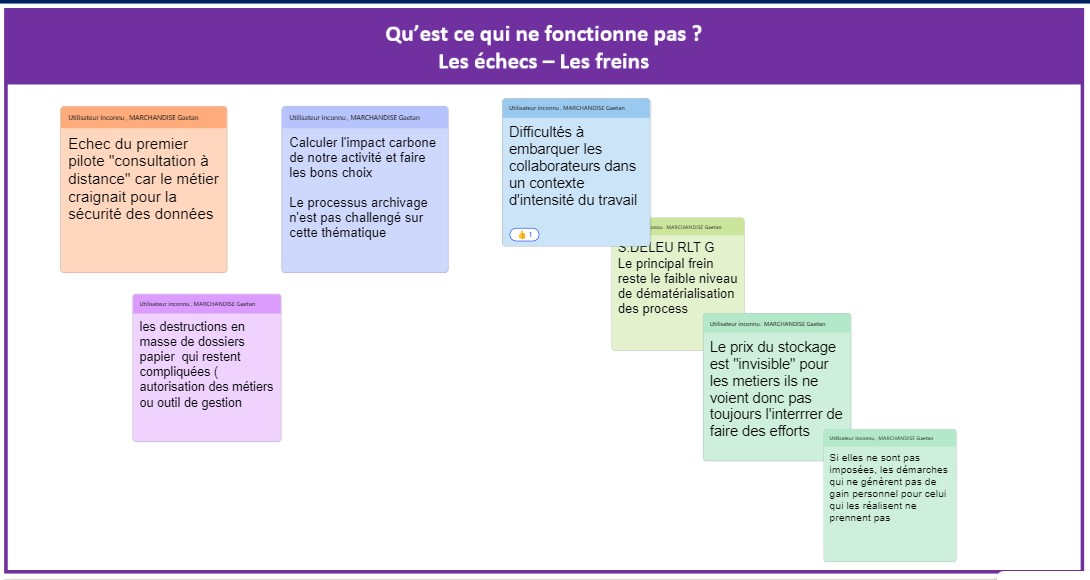 Qu’est ce qui ne fonctionne pas ?
Les échecs – Les freins
Utilisateur inconnu, MARCHANDISE Gaetan
Echec du premier
pilote "consultation à
distance" car le métier
craignait pour la
sécurité des données
Utilisateur inconnu, MARCHANDISE Gaetan
Calculer l'impact carbone
de notre activité et faire
les bons choix
Le processus archivage
n'est pas challengé sur
cette thématique
Utilisateur inconnu, MARCHANDISE Gaetan
Difficultés à
embarquer les
collaborateurs dans
un contexte
d'intensité du travail
👍 1
MARCHANDISE Gaetan
S.DELEU RLT G
Le principal frein
reste le faible niveau
de dématérialisation
des process
Utilisateur inconnu, MARCHANDISE Gaetan
les destructions en
masse de dossiers
papier qui restent
compliquées (
autorisation des métiers
ou outil de gestion
Utilisateur inconnu, MARCHANDISE Gaetan
Le prix du stockage
est "invisible" pour
les metiers ils ne
voient donc pas
toujours l'interrrer de
faire des efforts
Utilisateur inconnu, MARCHANDISE Gaetan
Si elles ne sont pas
imposées, les démarches
qui ne génèrent pas de
gain personnel pour celui
qui les réalisent ne
prennent pas